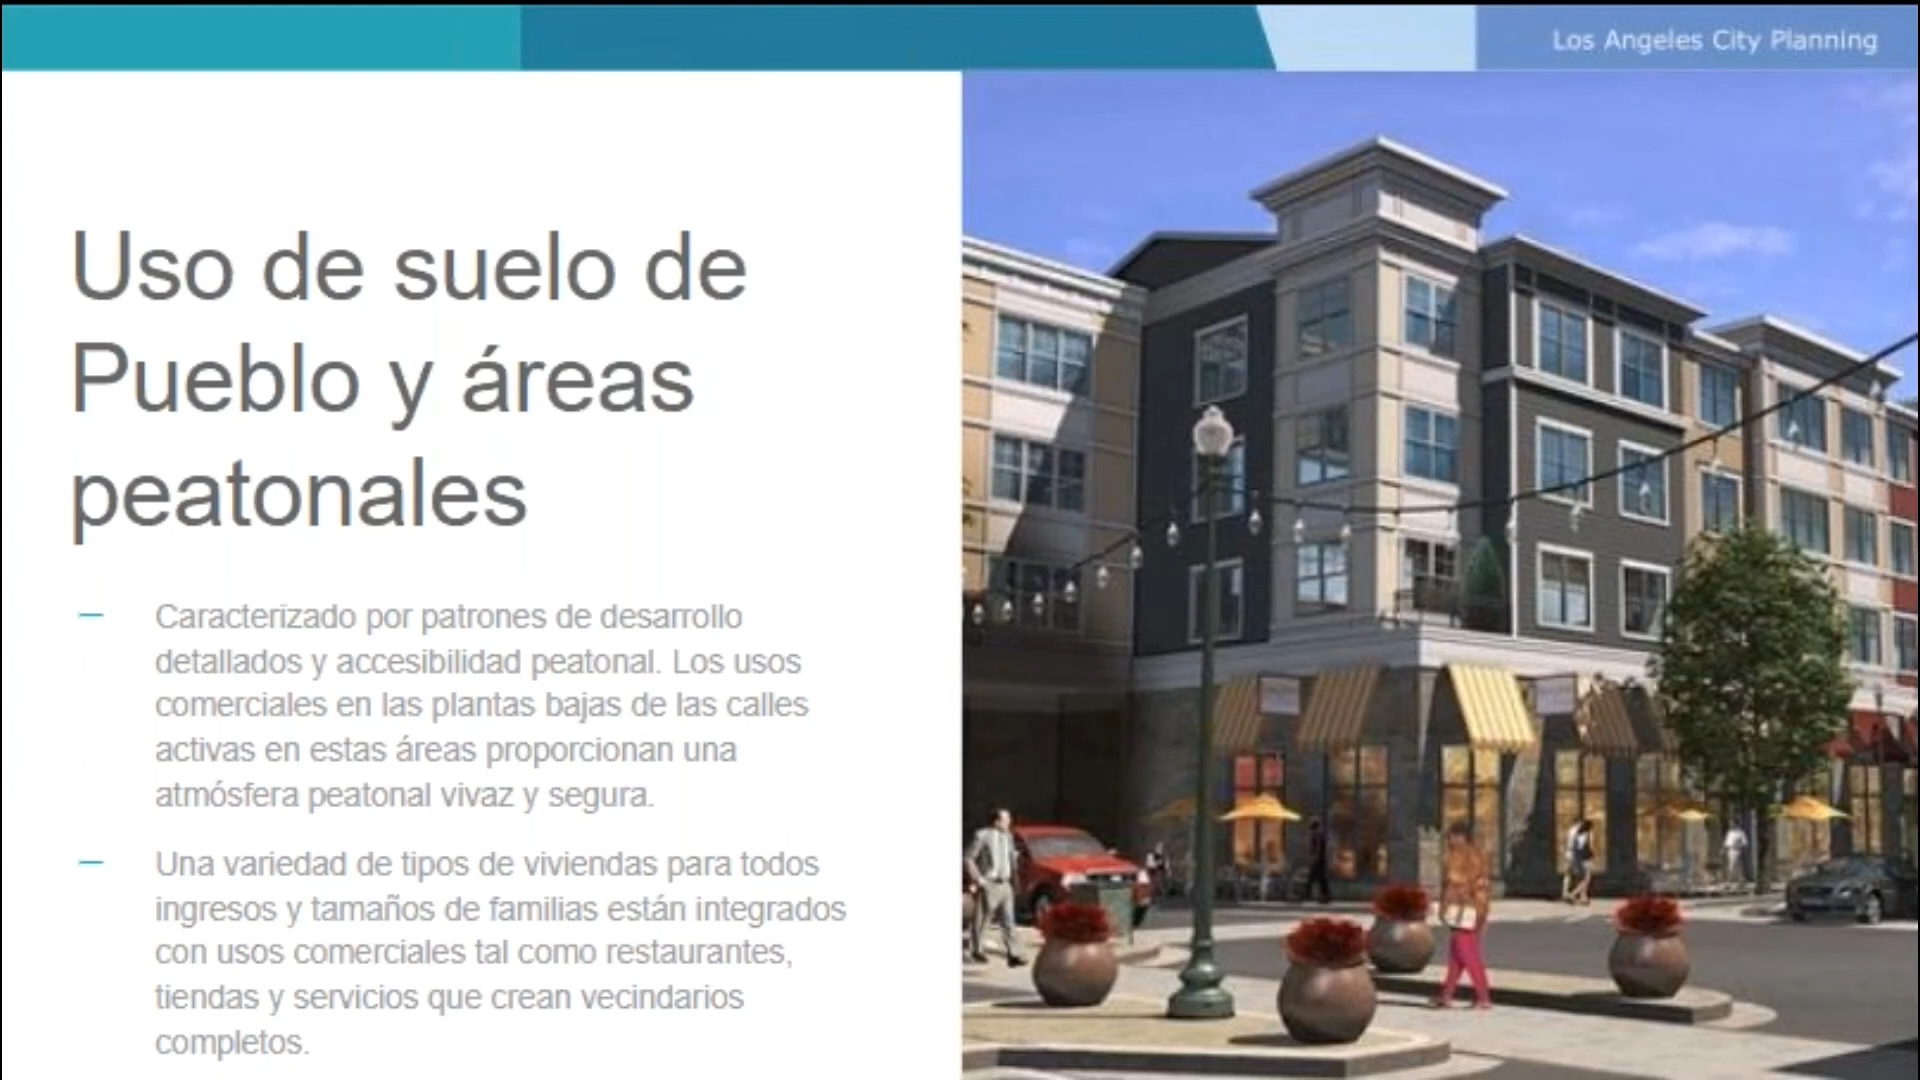 Los Angeles City Planning
Uso de suelo de
Pueblo y áreas
peatonales
— Caracterizado por patrones de desarrollo
detallados y accesibilidad peatonal. Los usos
comerciales en las plantas bajas de las calles
activas en estas áreas proporcionan una
atmósfera peatonal vivaz y segura.
— Una variedad de tipos de viviendas para todos
ingresos y tamaños de familias están integrados
con usos comerciales tal como restaurantes,
tiendas y servicios que crean vecindarios
completos.